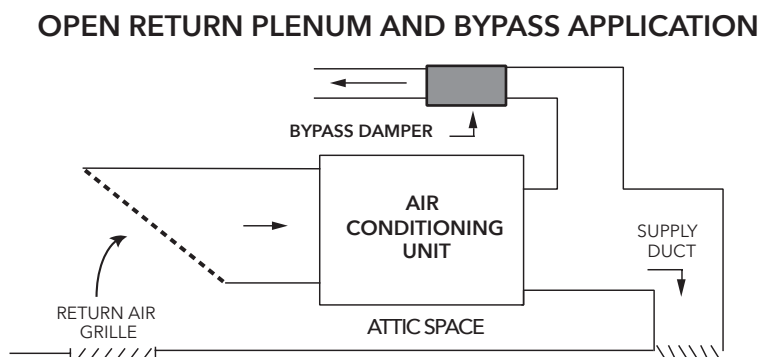 OPEN RETURN PLENUM AND BYPASS APPLICATION
BYPASS DAMPER
AIR
CONDITIONING
UNIT
SUPPLY
DUCT
RETURN AIR
GRILLE
ATTIC SPACE